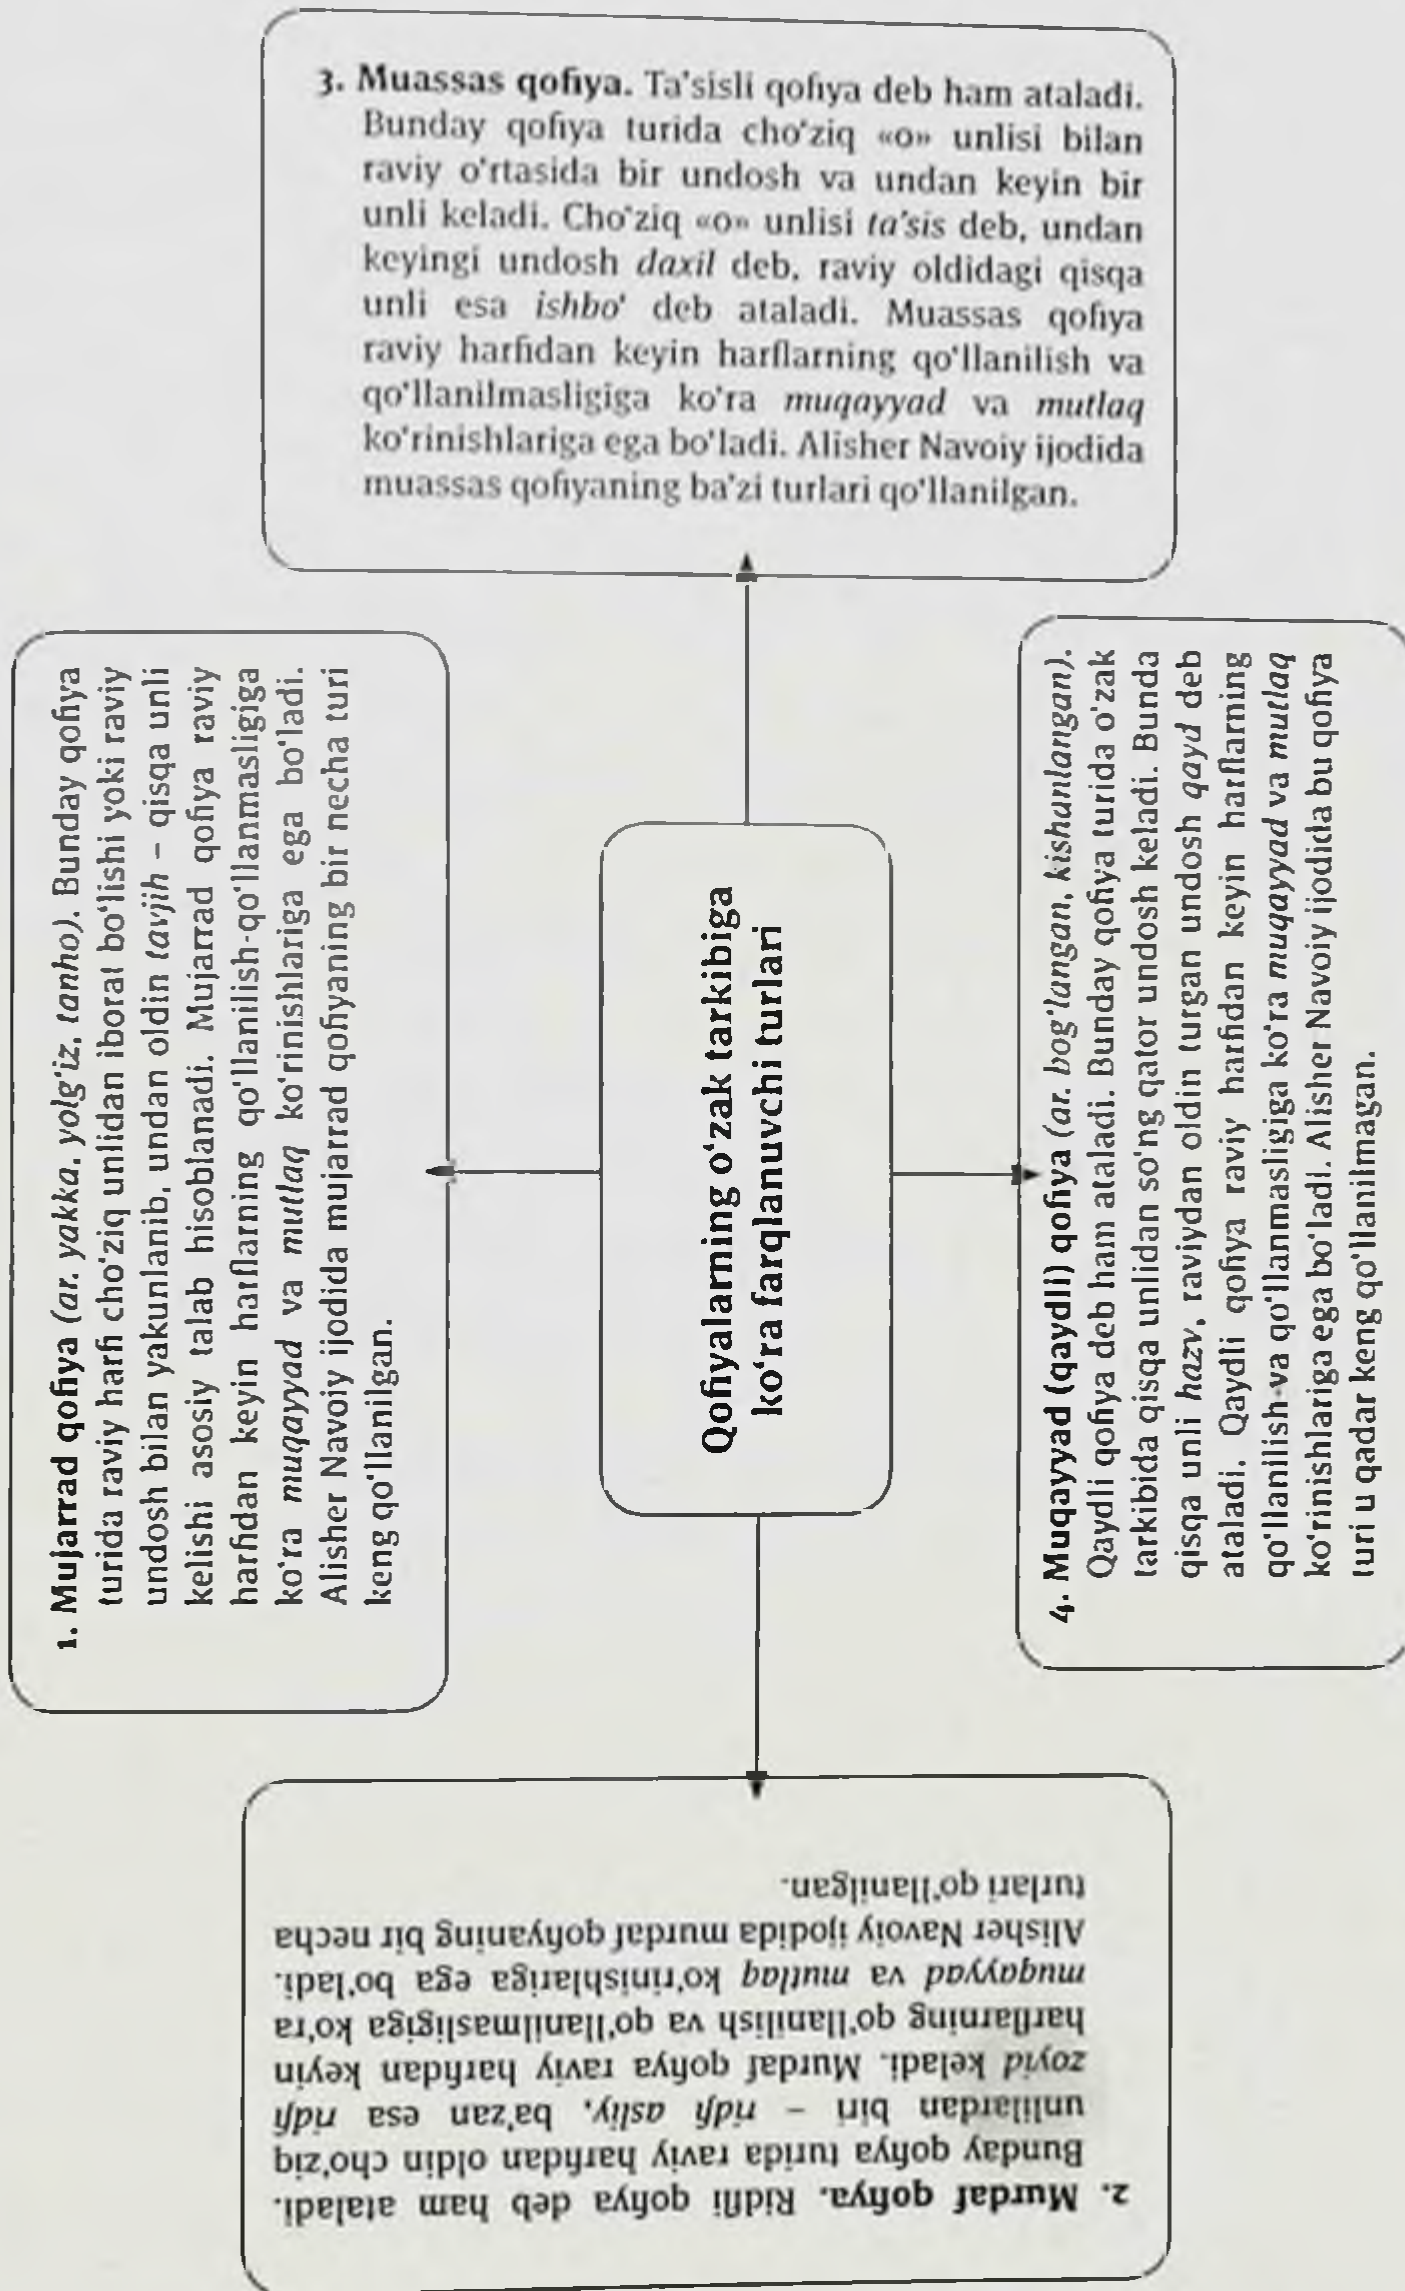 Qofiyalarning o‘zak tarkibiga
ko‘ra farqlanuvchi turlari
1. Mujarrad qofiya (ar. yakka, yolg‘iz, tanho). Bunday qofiya
turida raviy harfi cho‘ziq unlidan iborat bo‘lishi yoki raviy
undosh bilan yakunlanib, undan oldin tavjih – qisqa unli
kelishi asosiy talab hisoblanadi. Mujarrad qofiya raviy
harfidan keyin harflarning qo‘llanilish-qo‘llanmasligiga
ko‘ra muqayyad va mutlaq ko‘rinishlariga ega bo‘ladi.
Alisher Navoiy ijodida mujarrad qofiyaning bir necha turi
keng qo‘llanilgan.
2. Murdaf qofiya. Ridfli qofiya deb ham ataladi.
Bunday qofiya turida raviy harfidan oldin cho‘ziq
unlilardan biri – ridfi asliy, ba’zan esa ridfi
zoyid keladi. Murdaf qofiya raviy harfidan keyin
harflarning qo‘llanilish va qo‘llanilmasligiga ko‘ra
muqayyad va mutlaq ko‘rinishlariga ega bo‘ladi.
Alisher Navoiy ijodida murdaf qofiyaning bir necha
turlari qo‘llanilgan.
3. Muassas qofiya. Ta’sisli qofiya deb ham ataladi.
Bunday qofiya turida cho‘ziq «o» unlisi bilan
raviy o‘rtasida bir undosh va undan keyin bir
unli keladi. Cho‘ziq «o» unlisi ta’sis deb, undan
keyingi undosh daxil deb, raviy oldidagi qisqa
unli esa ishbo‘ deb ataladi. Muassas qofiya
raviy harfidan keyin harflarning qo‘llanilish va
qo‘llanilmasligiga ko‘ra muqayyad va mutlaq
ko‘rinishlariga ega bo‘ladi. Alisher Navoiy ijodida
muassas qofiyaning ba’zi turlari qo‘llanilgan.
4. Muqayyad (qaydli) qofiya (ar. bog‘langan, kishanlangan).
Qaydli qofiya deb ham ataladi. Bunday qofiya turida o‘zak
tarkibida qisqa unlidan so‘ng qator undosh keladi. Bunda
qisqa unli hazv, raviydan oldin turgan undosh qayd deb
ataladi. Qaydli qofiya raviy harfidan keyin harflarning
qo‘llanilish va qo‘llanmasligiga ko‘ra muqayyad va mutlaq
ko‘rinishlariga ega bo‘ladi. Alisher Navoiy ijodida bu qofiya
turi u qadar keng qo‘llanilmagan.